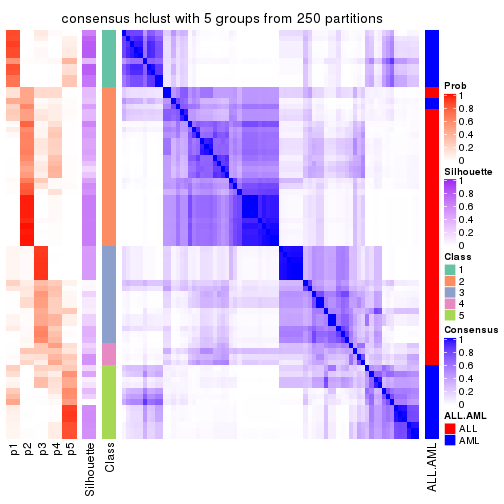 consensus hclust with 5 groups from 250 partitions
Prob
1
0.8
0.6
0.4
0.2
0
Silhouette
1
0.8
0.6
0.4
0.2
0
Class
1
2
3
4
5
Consensus
1
0.8
0.6
0.4
0.2
0
ALL.AML
ALL
AML
p1
p2
p3
p4
p5
Silhouette
Class
ALL.AML